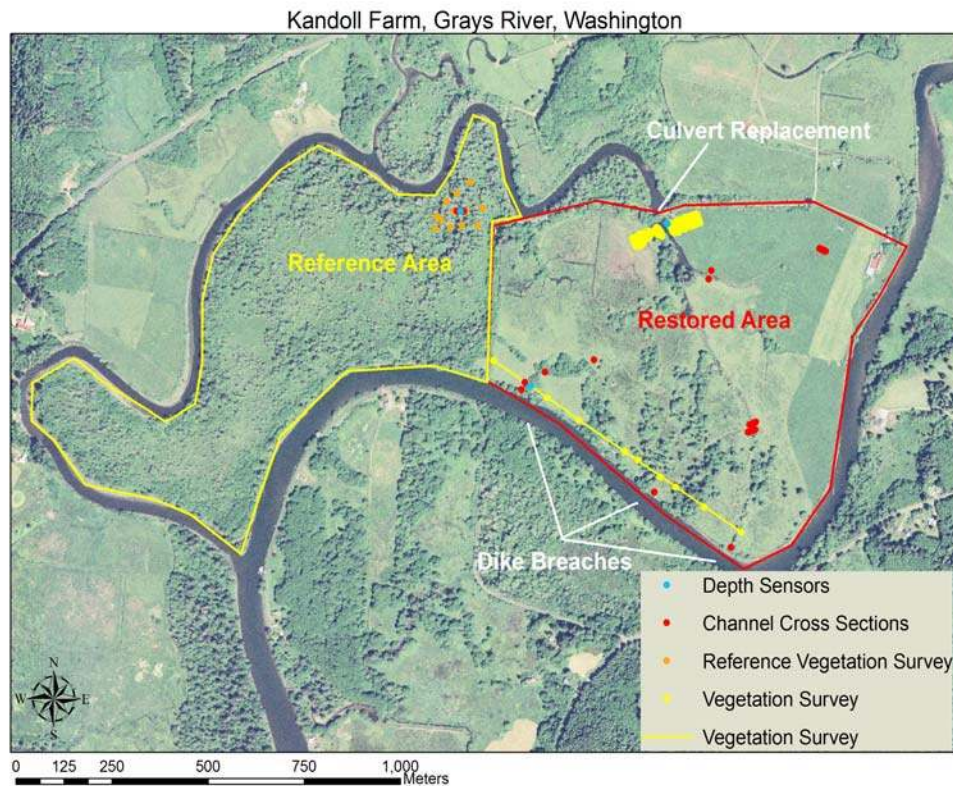 Kandoll Farm, Grays River, Washington
Culvert Replacement
Reference Area
Restored Area
Dike Breaches
Depth Sensors
Channel Cross Sections
Reference Vegetation Survey
Vegetation Survey
Vegetation Survey
N
W E
S
0 125 250 500 750 1,000
Meters